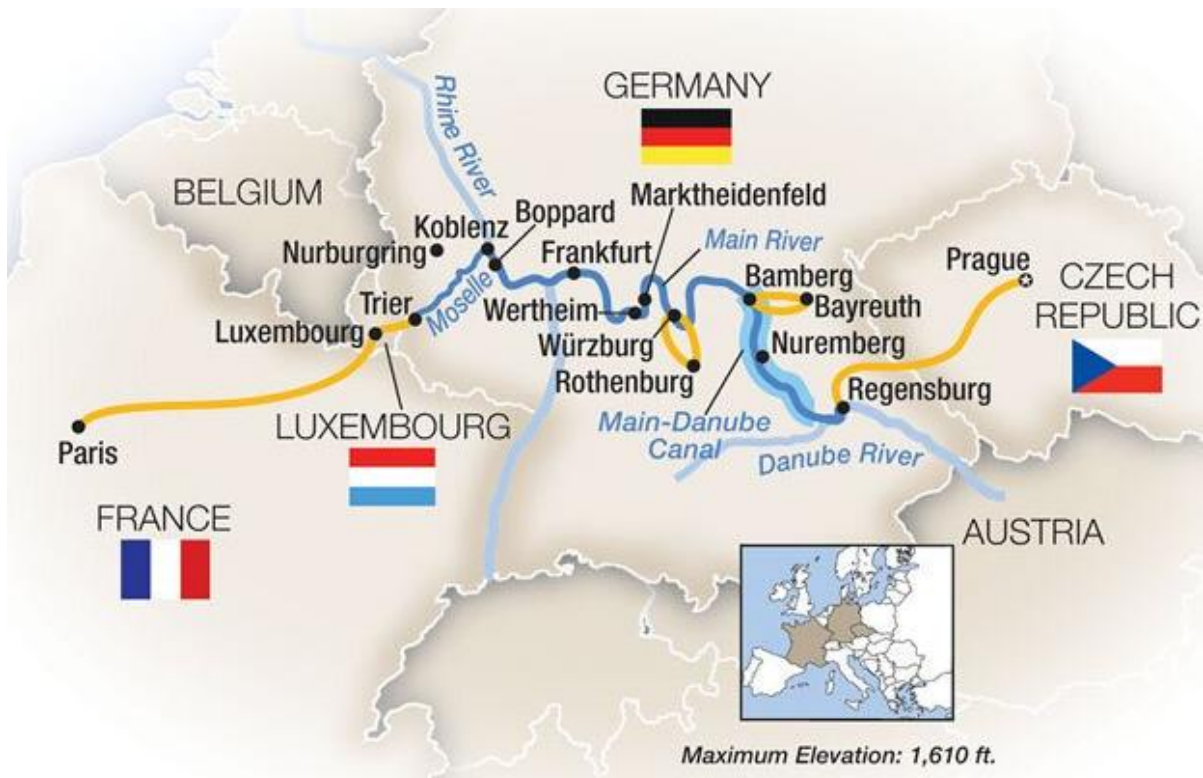 GERMANY
Rhine River
BELGIUM
Marktheidenfeld
Boppard
Koblenz
Nurburgring
Frankfurt
Main River
Prague
CZECH
REPUBLIC
Bamberg
Bayreuth
Trier
Moselle
Wertheim
Luxembourg
Würzburg
Nuremberg
Rothenburg
Regensburg
LUXEMBOURG
Main-Danube
Canal
Danube River
Paris
FRANCE
AUSTRIA
Maximum Elevation: 1,610 ft.